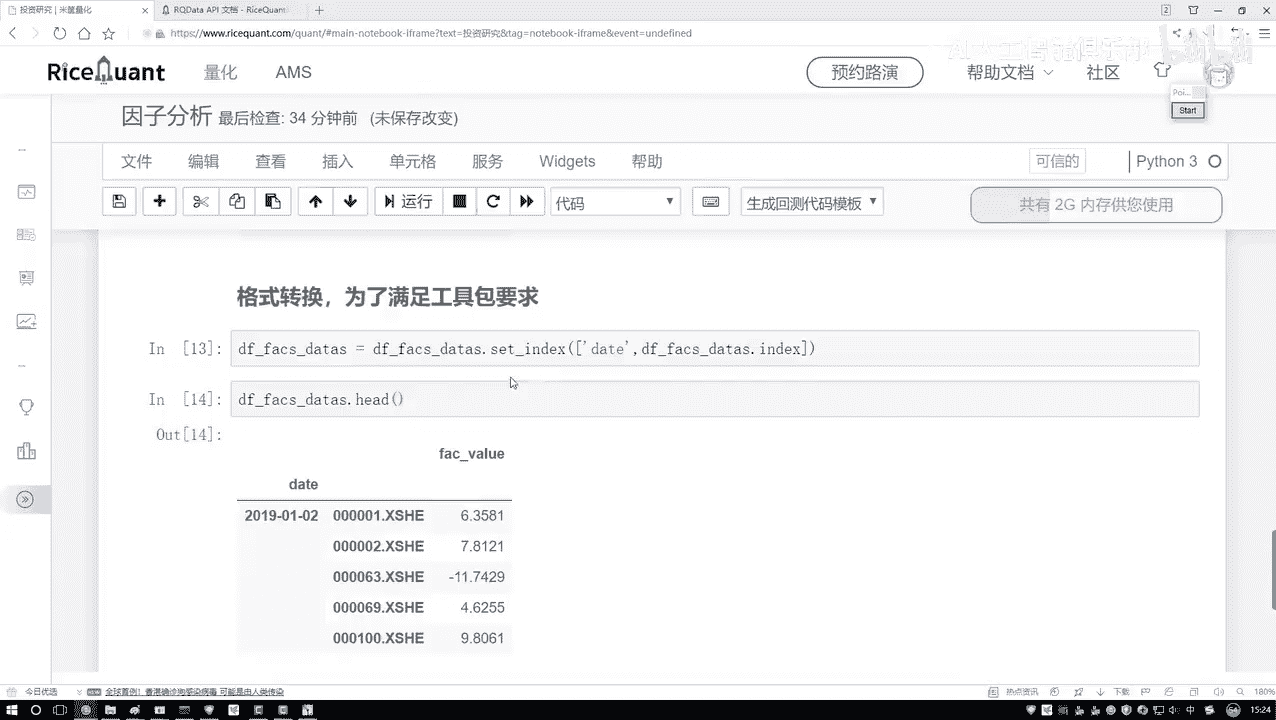 投资研究 | 米筐量化
RQData API 文档 - RiceQuant
2
https://www.ricequant.com/quant/#main-notebook-iframe?text=投资研究&tag=notebook-iframe&event=undefined
RiceQuant 量化 AMS 预约路演 帮助文档 社区
Poi...
Start
因子分析 最后检查: 34 分钟前 (未保存改变)
文件 编辑 查看 插入 单元格 服务 Widgets 帮助 可信的 Python 3
运行 代码 生成回测代码模板 共有 2G 内存供您使用
格式转换，为了满足工具包要求
In [13]: df_facs_datas = df_facs_datas.set_index(['date',df_facs_datas.index])
In [14]: df_facs_datas.head()
Out[14]:
fac_value
date
2019-01-02 000001.XSHE 6.3581
000002.XSHE 7.8121
000063.XSHE -11.7429
000069.XSHE 4.6255
000100.XSHE 9.8061
今日优选 全球首例！香港确诊狗感染病毒 可能是由人类传染 热点资讯 下载 180%
中 15:24